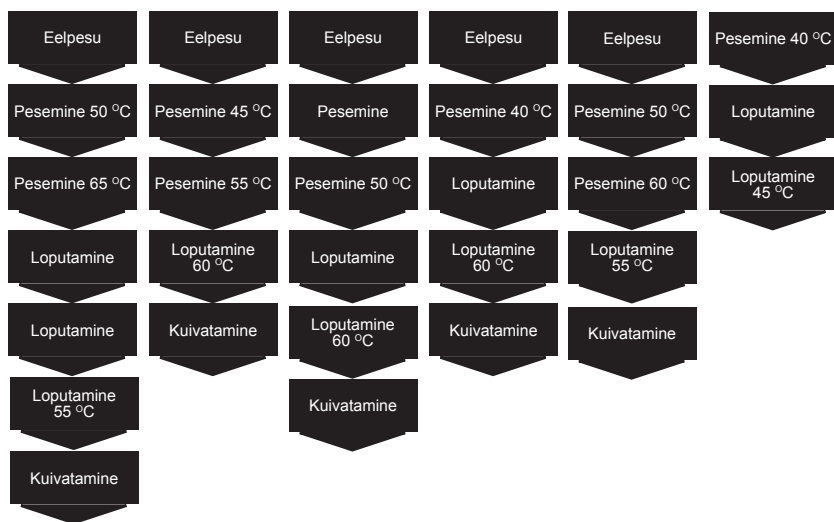 Eelpesu
Pesemine 50 °C
Pesemine 65 °C
Loputamine
Loputamine
Loputamine
55 °C
Kuivatamine
Eelpesu
Pesemine 45 °C
Pesemine 55 °C
Loputamine
60 °C
Kuivatamine
Eelpesu
Pesemine
Pesemine 50 °C
Loputamine
Loputamine
60 °C
Kuivatamine
Eelpesu
Pesemine 40 °C
Loputamine
Loputamine
60 °C
Kuivatamine
Eelpesu
Pesemine 50 °C
Pesemine 60 °C
Loputamine
55 °C
Kuivatamine
Pesemine 40 °C
Loputamine
Loputamine
45 °C